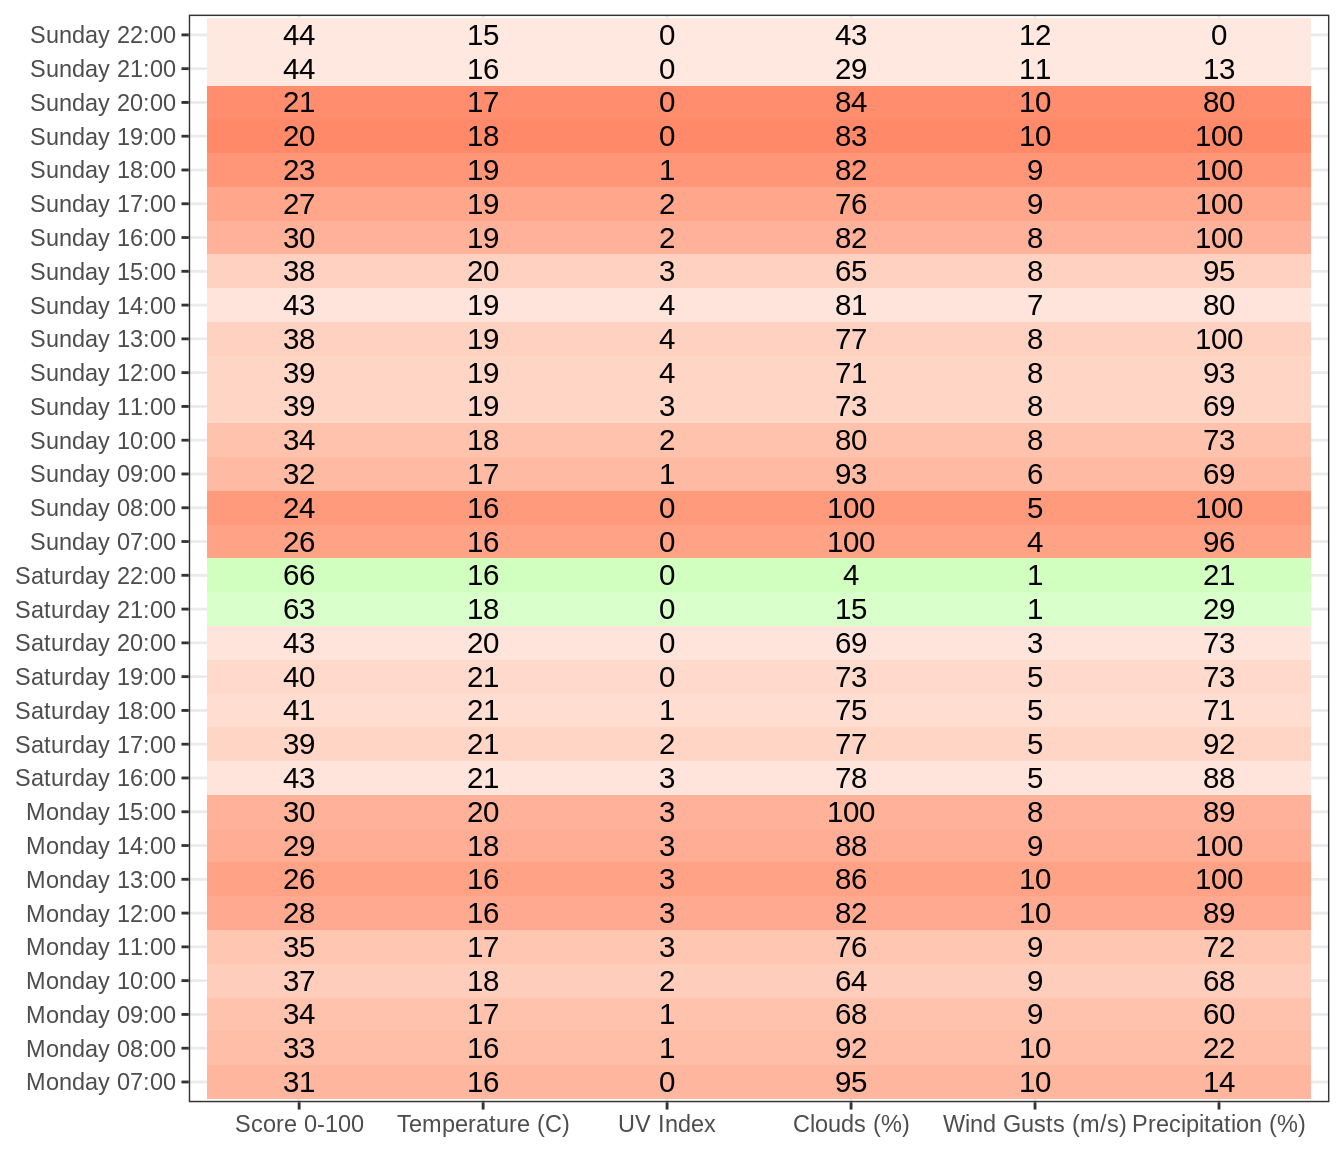 Sunday 22:00 44 15 0 43 12 0
Sunday 21:00 44 16 0 29 11 13
Sunday 20:00 21 17 0 84 10 80
Sunday 19:00 20 18 0 83 10 100
Sunday 18:00 23 19 1 82 9 100
Sunday 17:00 27 19 2 76 9 100
Sunday 16:00 30 19 2 82 8 100
Sunday 15:00 38 20 3 65 8 95
Sunday 14:00 43 19 4 81 7 80
Sunday 13:00 38 19 4 77 8 100
Sunday 12:00 39 19 4 71 8 93
Sunday 11:00 39 19 3 73 8 69
Sunday 10:00 34 18 2 80 8 73
Sunday 09:00 32 17 1 93 6 69
Sunday 08:00 24 16 0 100 5 100
Sunday 07:00 26 16 0 100 4 96
Saturday 22:00 66 16 0 4 1 21
Saturday 21:00 63 18 0 15 1 29
Saturday 20:00 43 20 0 69 3 73
Saturday 19:00 40 21 0 73 5 73
Saturday 18:00 41 21 1 75 5 71
Saturday 17:00 39 21 2 77 5 92
Saturday 16:00 43 21 3 78 5 88
Monday 15:00 30 20 3 100 8 89
Monday 14:00 29 18 3 88 9 100
Monday 13:00 26 16 3 86 10 100
Monday 12:00 28 16 3 82 10 89
Monday 11:00 35 17 3 76 9 72
Monday 10:00 37 18 2 64 9 68
Monday 09:00 34 17 1 68 9 60
Monday 08:00 33 16 1 92 10 22
Monday 07:00 31 16 0 95 10 14
Score 0-100 Temperature (C) UV Index Clouds (%) Wind Gusts (m/s) Precipitation (%)